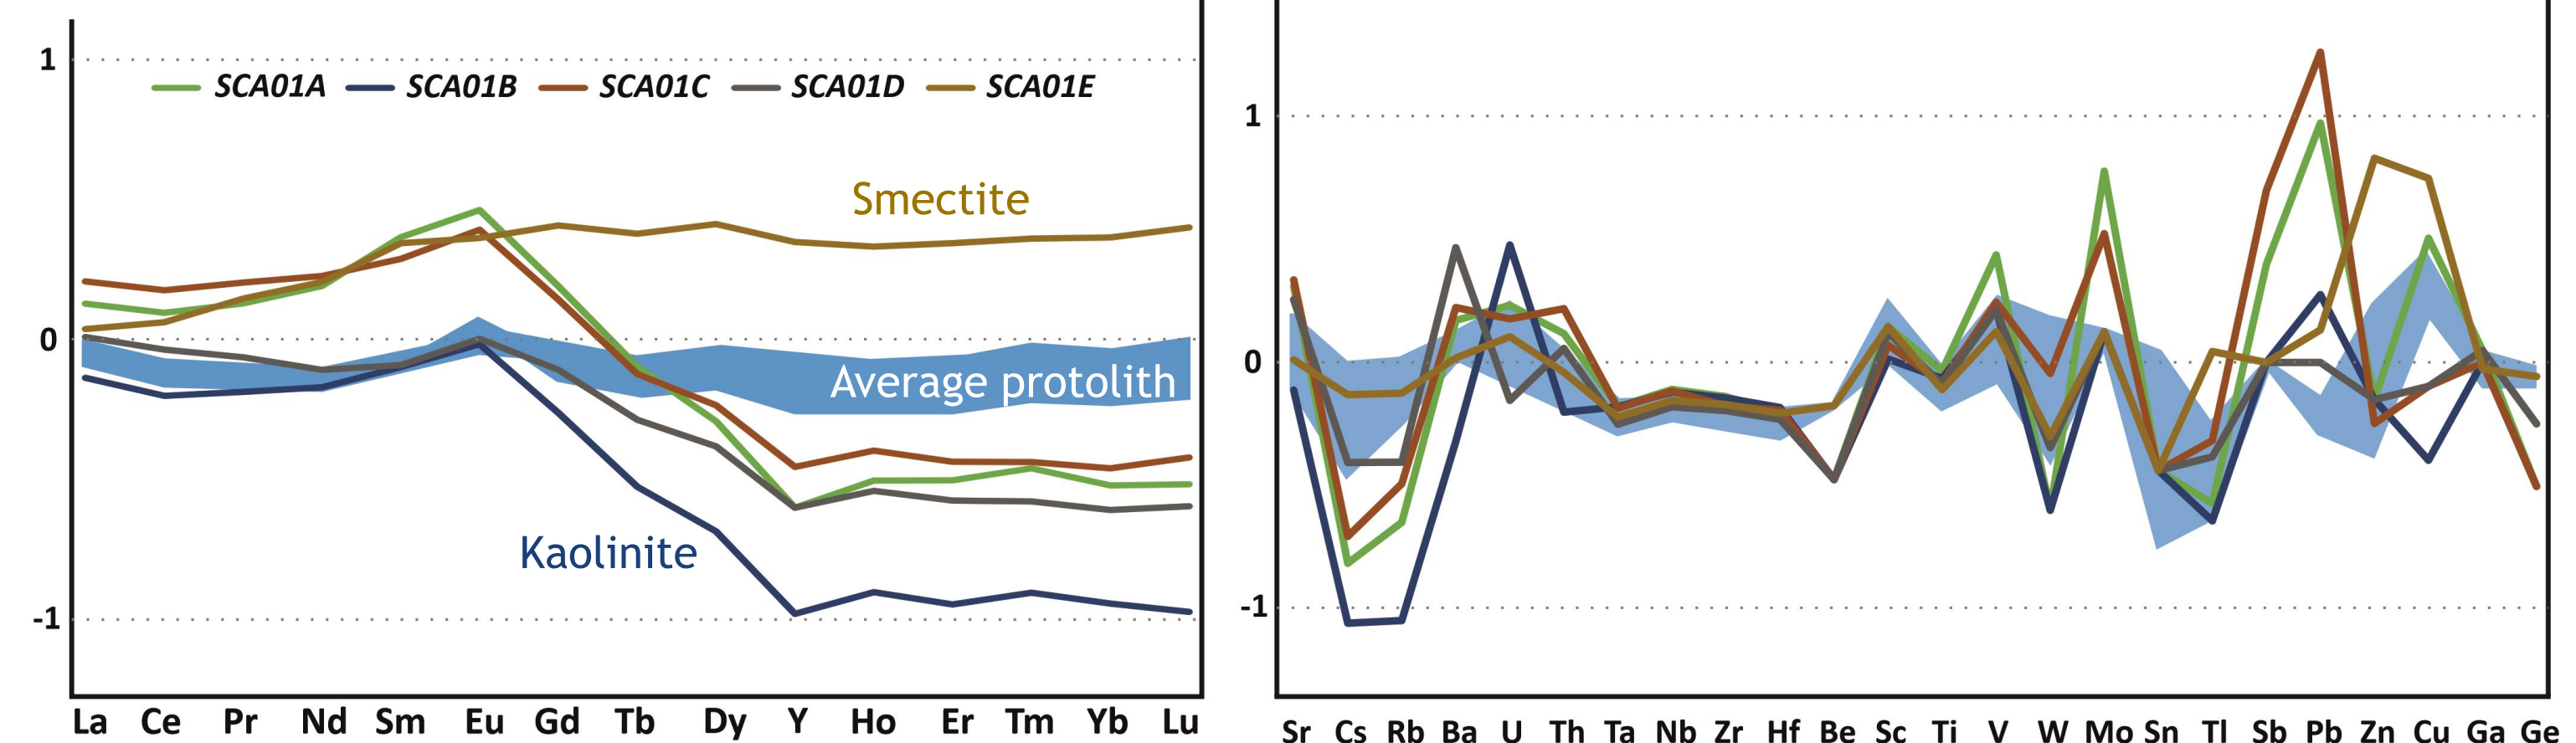 1
SCA01A SCA01B SCA01C SCA01D SCA01E
Smectite
0
Average protolith
Kaolinite
-1
La Ce Pr Nd Sm Eu Gd Tb Dy Y Ho Er Tm Yb Lu
1
0
-1
Sr Cs Rb Ba U Th Ta Nb Zr Hf Be Sc Ti V W Mo Sn Tl Sb Pb Zn Cu Ga Ge